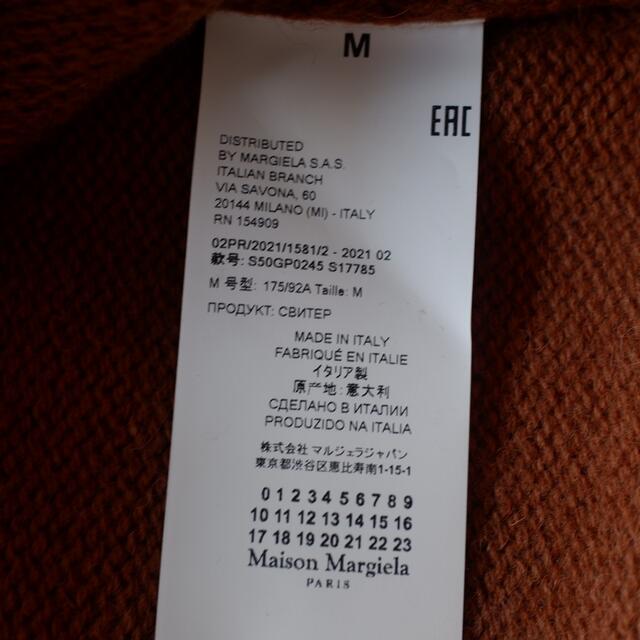 M
EAC
DISTRIBUTED
BY MARGIELA S.A.S.
ITALIAN BRANCH
VIA SAVONA, 60
20144 MILANO (MI) - ITALY
RN 154909
02PR/2021/1581/2 - 2021 02
款号: S50GP0245 S17785
M 号型: 175/92A Taille: M
ПРОДУКТ: СВИТЕР
MADE IN ITALY
FABRIQUÉ EN ITALIE
イタリア製
原产地: 意大利
СДЕЛАНО В ИТАЛИИ
PRODUZIDO NA ITALIA
株式会社 マルジェラジャパン
東京都渋谷区恵比寿南1-15-1
0 1 2 3 4 5 6 7 8 9
10 11 12 13 14 15 16
17 18 19 20 21 22 23
Maison Margiela
PARIS